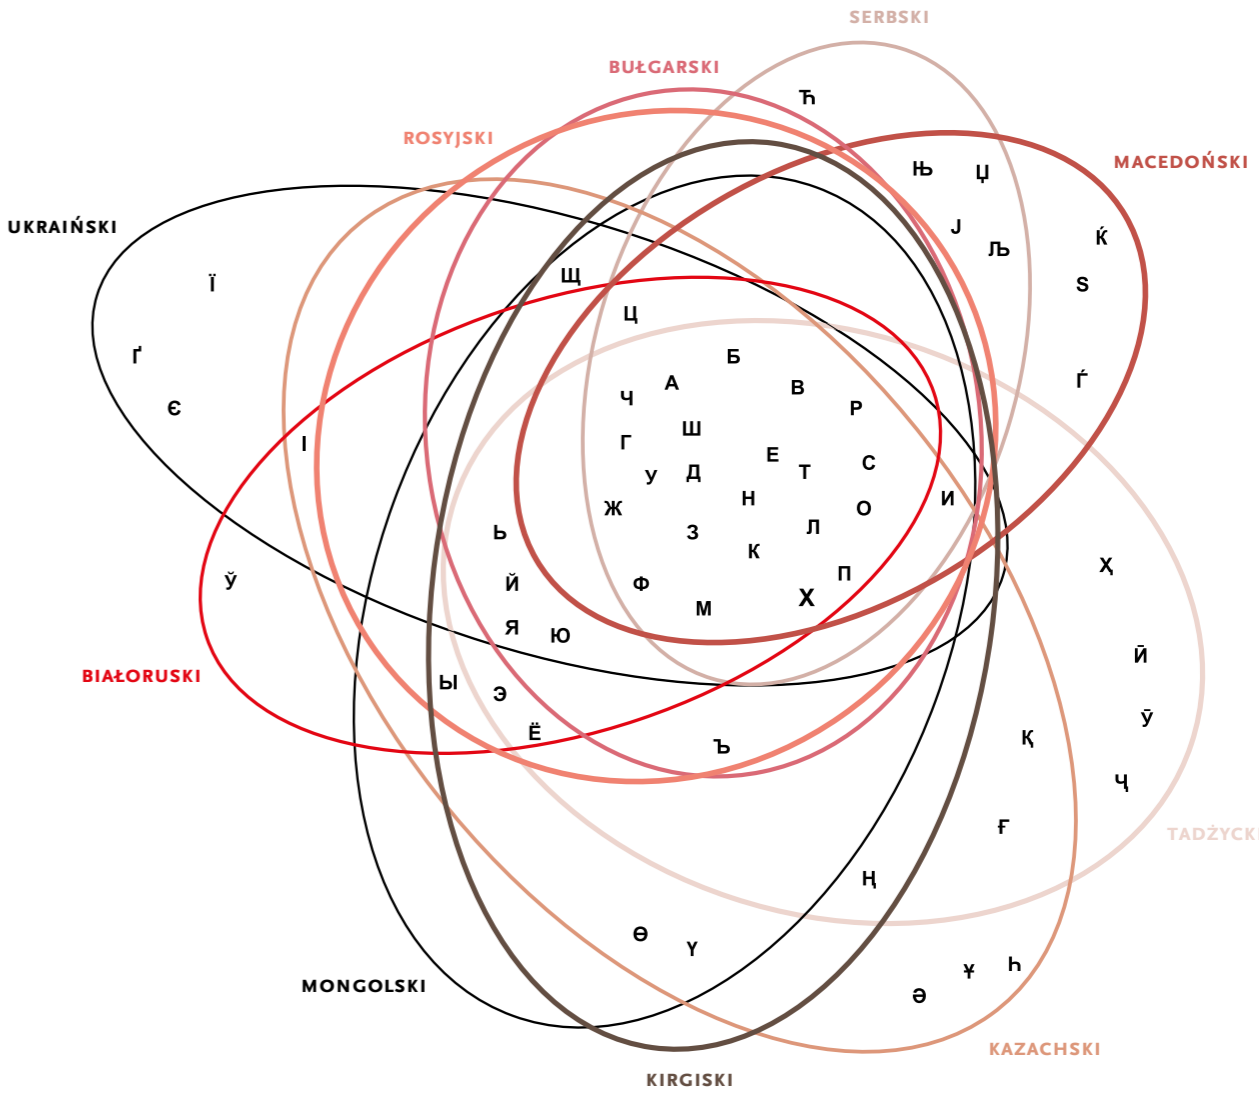 SERBSKI
BUŁGARSKI
Ћ
ROSYJSKI
MACEDOŃSKI
Њ Џ
UKRAIŃSKI
Ј Љ Ќ
Щ
Ї Ѕ
Ц
Ґ Б
А В Ѓ
Ч
Є Р
Ш
І Г
Е С
У Д Т
Ж Н О И
Ь З Л
К Ҳ
Ў Й Ф П
М Х
Я Ю
Ӣ
BIAŁORUSKI
Ы Э
Ӯ
Ё Ъ Қ
Ҷ
Ғ TADŻYCKI
Ң
Ө Ү
Ә Ұ Һ
MONGOLSKI
KAZACHSKI
KIRGISKI